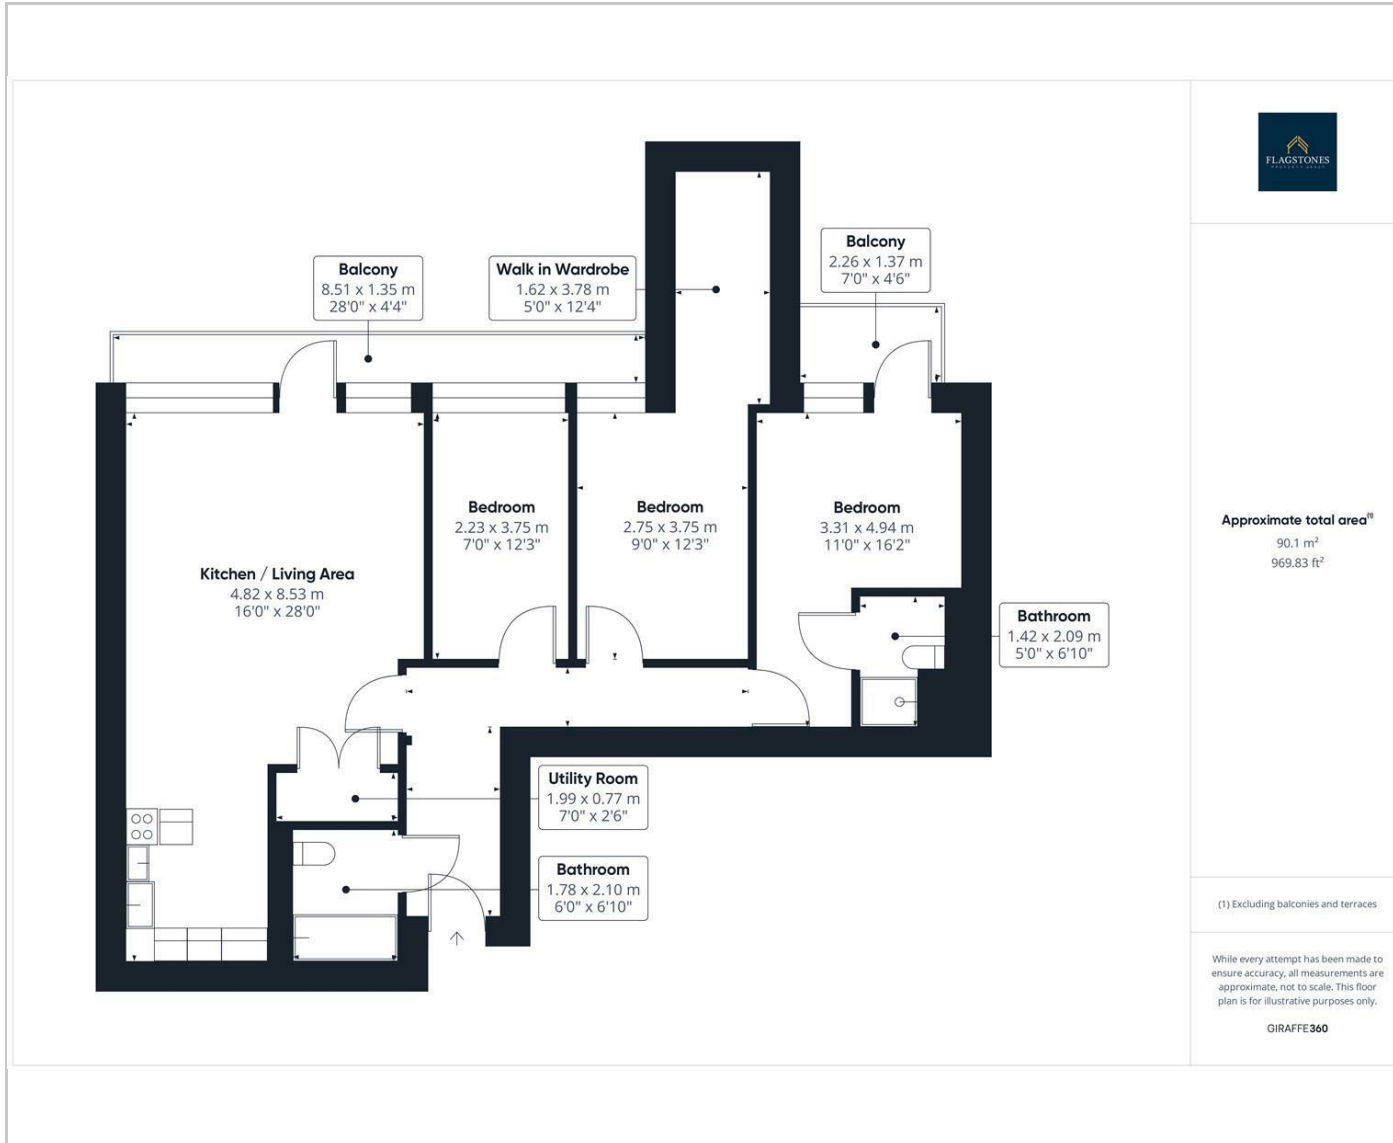 Balcony
8.51 x 1.35 m
28'0" x 4'4"
Walk in Wardrobe
1.62 x 3.78 m
5'0" x 12'4"
Balcony
2.26 x 1.37 m
7'0" x 4'6"
Bedroom
2.23 x 3.75 m
7'0" x 12'3"
Bedroom
2.75 x 3.75 m
9'0" x 12'3"
Bedroom
3.31 x 4.94 m
11'0" x 16'2"
Kitchen / Living Area
4.82 x 8.53 m
16'0" x 28'0"
Bathroom
1.42 x 2.09 m
5'0" x 6'10"
Utility Room
1.99 x 0.77 m
7'0" x 2'6"
Bathroom
1.78 x 2.10 m
6'0" x 6'10"
FLAGSTONES
PROPERTY GROUP
Approximate total area⁽¹⁾
90.1 m²
969.83 ft²
(1) Excluding balconies and terraces
While every attempt has been made to
ensure accuracy, all measurements are
approximate, not to scale. This floor
plan is for illustrative purposes only.
GIRAFFE360